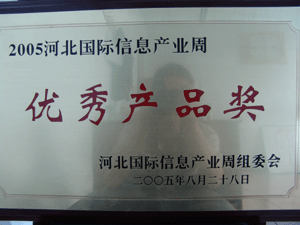 2005河北国际信息产业周
优秀产品奖
河北国际信息产业周组委会
二〇〇五年八月二十八日